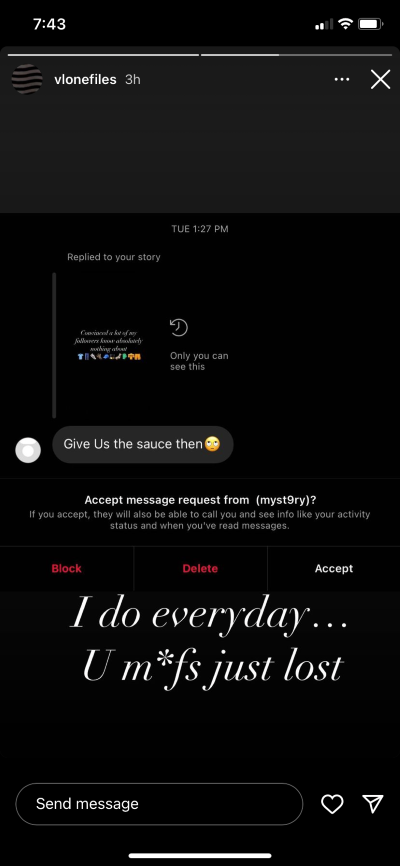 7:43
vlonefiles 3h
TUE 1:27 PM
Replied to your story
Convinced a lot of my
followers know absolutely
nothing about
Only you can
see this
Give Us the sauce then🙄
Accept message request from (myst9ry)?
If you accept, they will also be able to call you and see info like your activity
status and when you've read messages.
Block Delete Accept
I do everyday...
U m*fs just lost
Send message